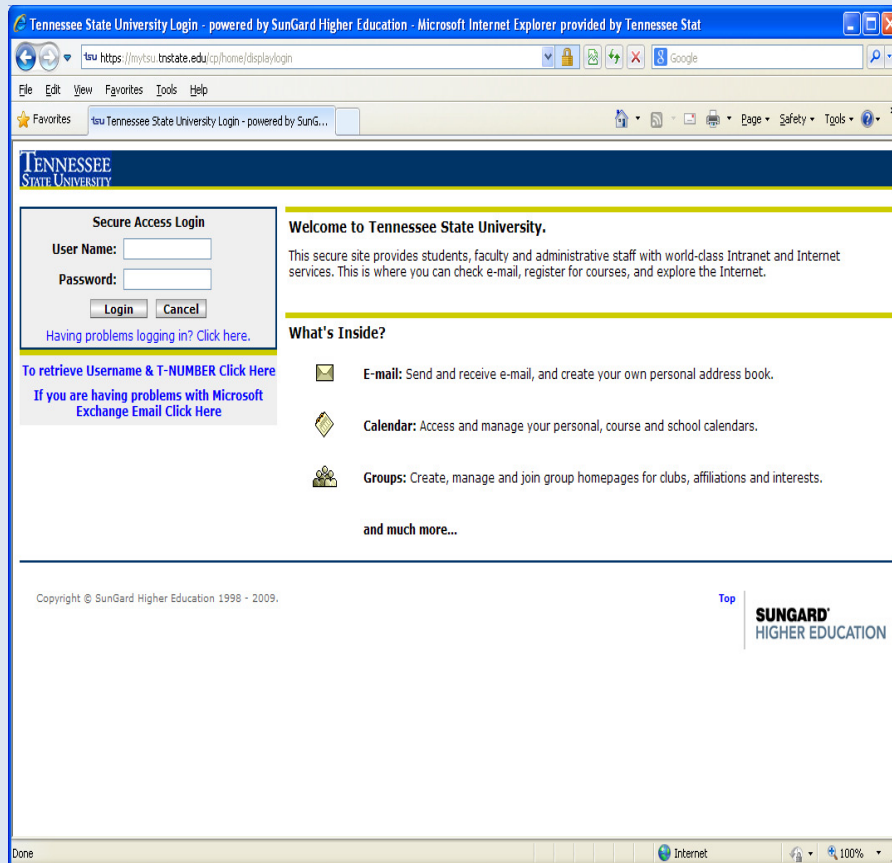 Tennessee State University Login - powered by SunGard Higher Education - Microsoft Internet Explorer provided by Tennessee Stat
tsu https://mytsu.tnstate.edu/cp/home/displaylogin
Google
File Edit View Favorites Tools Help
Favorites
tsu Tennessee State University Login - powered by SunG...
Page Safety Tools
TENNESSEE
STATE UNIVERSITY
Secure Access Login
User Name:
Password:
Login Cancel
Having problems logging in? Click here.
To retrieve Username & T-NUMBER Click Here
If you are having problems with Microsoft
Exchange Email Click Here
Welcome to Tennessee State University.
This secure site provides students, faculty and administrative staff with world-class Intranet and Internet
services. This is where you can check e-mail, register for courses, and explore the Internet.
What's Inside?
E-mail: Send and receive e-mail, and create your own personal address book.
Calendar: Access and manage your personal, course and school calendars.
Groups: Create, manage and join group homepages for clubs, affiliations and interests.
and much more...
Copyright © SunGard Higher Education 1998 - 2009.
Top
SUNGARD'
HIGHER EDUCATION
Done
Internet
100%